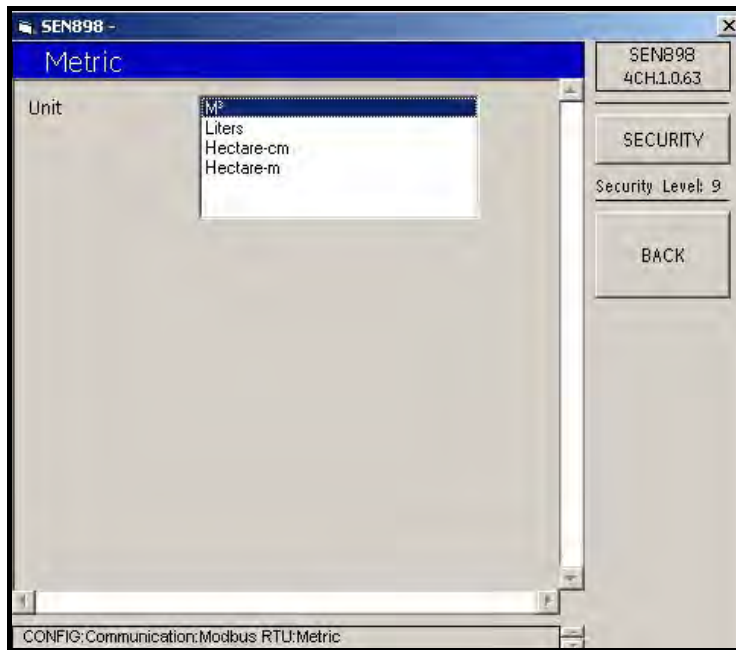 SEN898 -
Metric
Unit
M³
Liters
Hectare-cm
Hectare-m
SEN898
4CH.1.0.63
SECURITY
Security Level: 9
BACK
CONFIG:Communication:Modbus RTU:Metric